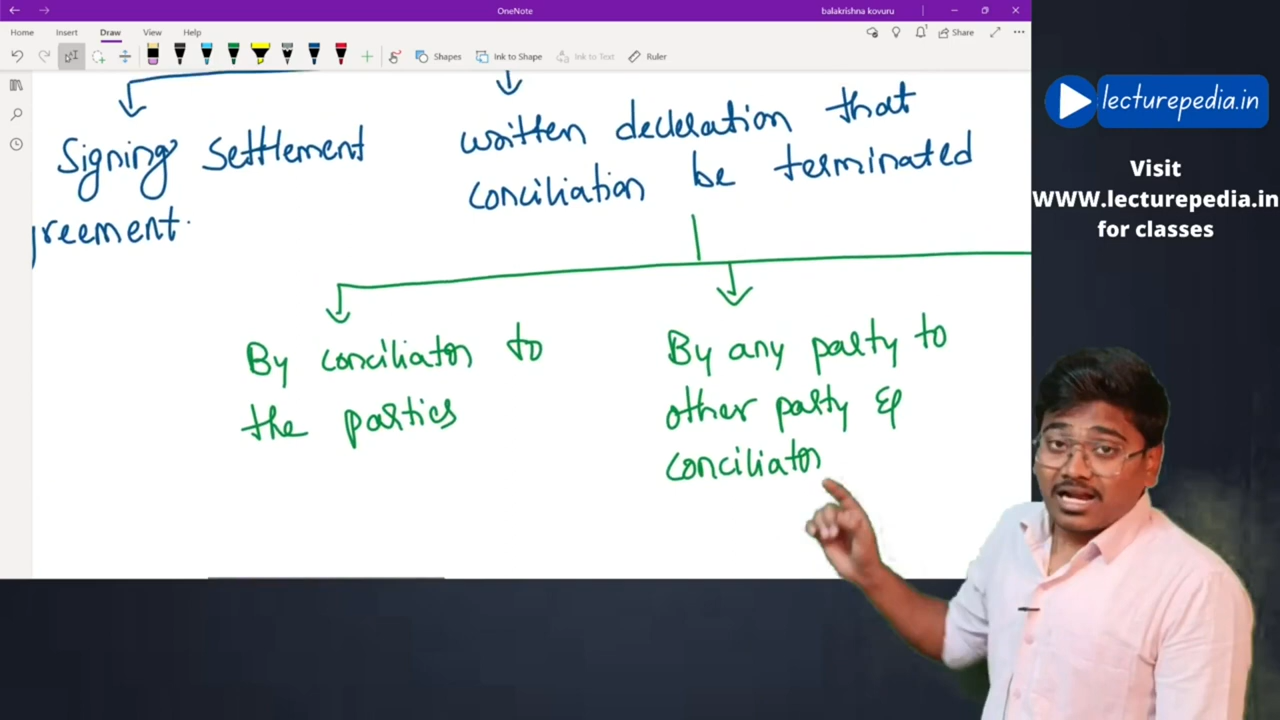 OneNote
balakrishna kovuru
Home Insert Draw View Help
Share
Shapes Ink to Shape Ink to Text Ruler
Signing Settlement
greement.
written decleration that
conciliation be terminated
By conciliator to
the parties
By any party to
other party &
conciliator
lecturepedia.in
Visit
WWW.lecturepedia.in
for classes